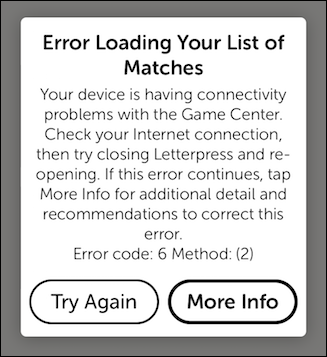 Error Loading Your List of
Matches
Your device is having connectivity
problems with the Game Center.
Check your Internet connection,
then try closing Letterpress and re-
opening. If this error continues, tap
More Info for additional detail and
recommendations to correct this
error.
Error code: 6 Method: (2)
Try Again
More Info